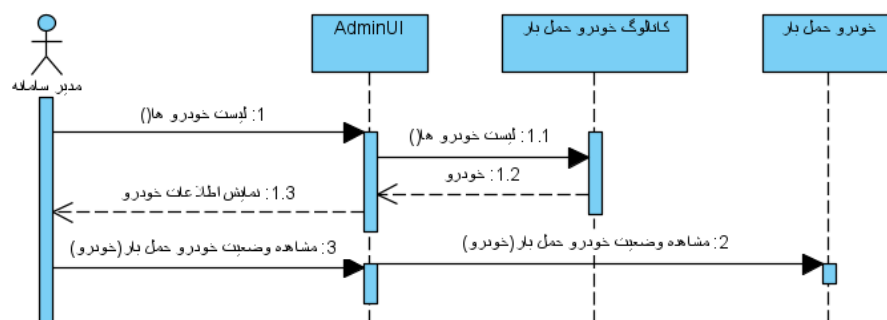 AdminUI
کاتالوگ خودرو حمل بار
خودرو حمل بار
مدیر سامانه
1: لیست خودرو ها()
1.1: لیست خودرو ها()
1.2: خودرو
1.3: نمایش اطلاعات خودرو
2: مشاهده وضعیت خودرو حمل بار(خودرو)
3: مشاهده وضعیت خودرو حمل بار(خودرو)